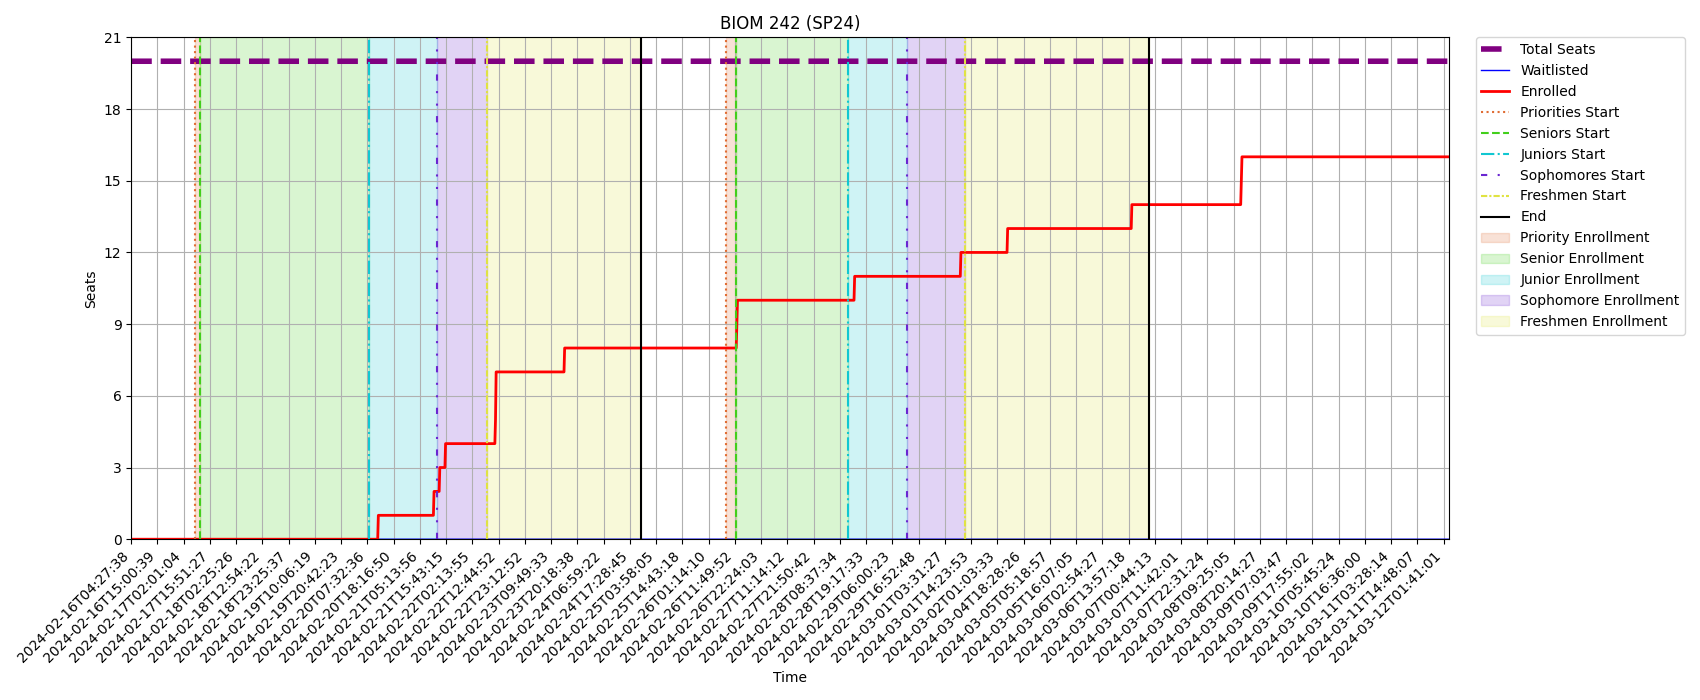 BIOM 242 (SP24)
21
18
15
12
9
6
3
0
Seats
2024-02-16T04:27:38
2024-02-16T15:00:39
2024-02-17T02:01:04
2024-02-17T15:51:27
2024-02-18T02:25:26
2024-02-18T12:54:22
2024-02-18T23:25:37
2024-02-19T10:06:19
2024-02-19T20:42:23
2024-02-20T07:32:36
2024-02-20T18:16:50
2024-02-21T05:13:56
2024-02-21T15:43:15
2024-02-22T02:13:55
2024-02-22T12:44:52
2024-02-22T23:12:52
2024-02-23T09:49:33
2024-02-23T20:18:38
2024-02-24T06:59:22
2024-02-24T17:28:45
2024-02-25T03:58:05
2024-02-25T14:43:18
2024-02-26T01:14:10
2024-02-26T11:49:52
2024-02-26T22:24:03
2024-02-27T11:14:12
2024-02-27T21:50:42
2024-02-28T08:37:34
2024-02-28T19:17:33
2024-02-29T06:00:23
2024-02-29T16:52:48
2024-03-01T03:31:27
2024-03-01T14:23:53
2024-03-02T01:03:33
2024-03-04T18:28:26
2024-03-05T05:18:57
2024-03-05T16:07:05
2024-03-06T02:54:27
2024-03-06T13:57:18
2024-03-07T00:44:13
2024-03-07T11:42:01
2024-03-07T22:31:24
2024-03-08T09:25:05
2024-03-08T20:14:27
2024-03-09T07:03:47
2024-03-09T17:55:02
2024-03-10T05:45:24
2024-03-10T16:36:00
2024-03-11T03:28:14
2024-03-11T14:48:07
2024-03-12T01:41:01
Time
Total Seats
Waitlisted
Enrolled
Priorities Start
Seniors Start
Juniors Start
Sophomores Start
Freshmen Start
End
Priority Enrollment
Senior Enrollment
Junior Enrollment
Sophomore Enrollment
Freshmen Enrollment